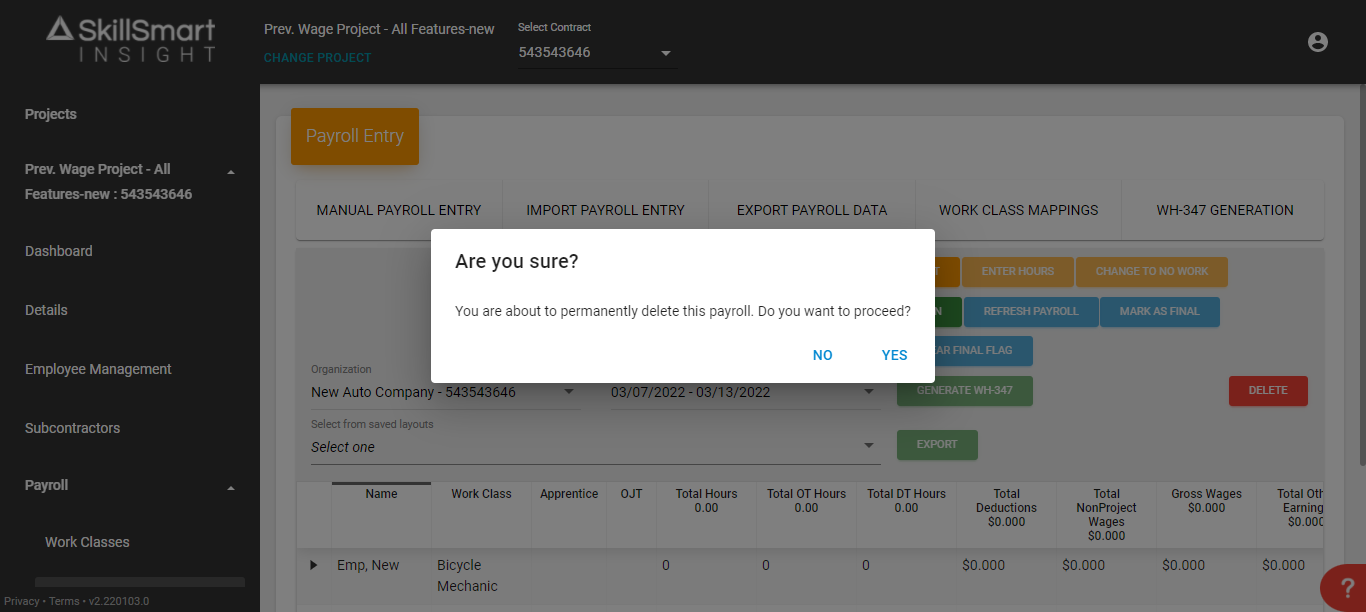 SkillSmart
INSIGHT
Prev. Wage Project - All Features-new
CHANGE PROJECT
Select Contract
543543646
Projects
Prev. Wage Project - All
Features-new : 543543646
Dashboard
Details
Employee Management
Subcontractors
Payroll
Work Classes
Privacy • Terms • v2.220103.0
Payroll Entry
MANUAL PAYROLL ENTRY
IMPORT PAYROLL ENTRY
EXPORT PAYROLL DATA
WORK CLASS MAPPINGS
WH-347 GENERATION
Are you sure?
You are about to permanently delete this payroll. Do you want to proceed?
NO
YES
T
ENTER HOURS
CHANGE TO NO WORK
N
REFRESH PAYROLL
MARK AS FINAL
AR FINAL FLAG
Organization
New Auto Company - 543543646
03/07/2022 - 03/13/2022
GENERATE WH-347
DELETE
Select from saved layouts
Select one
EXPORT
Name
Work Class
Apprentice
OJT
Total Hours
0.00
Total OT Hours
0.00
Total DT Hours
0.00
Total
Deductions
$0.000
Total
NonProject
Wages
$0.000
Gross Wages
$0.000
Total Oth
Earning
$0.000
Emp, New
Bicycle
Mechanic
0
0
0
$0.000
$0.000
$0.000
$0.000
?